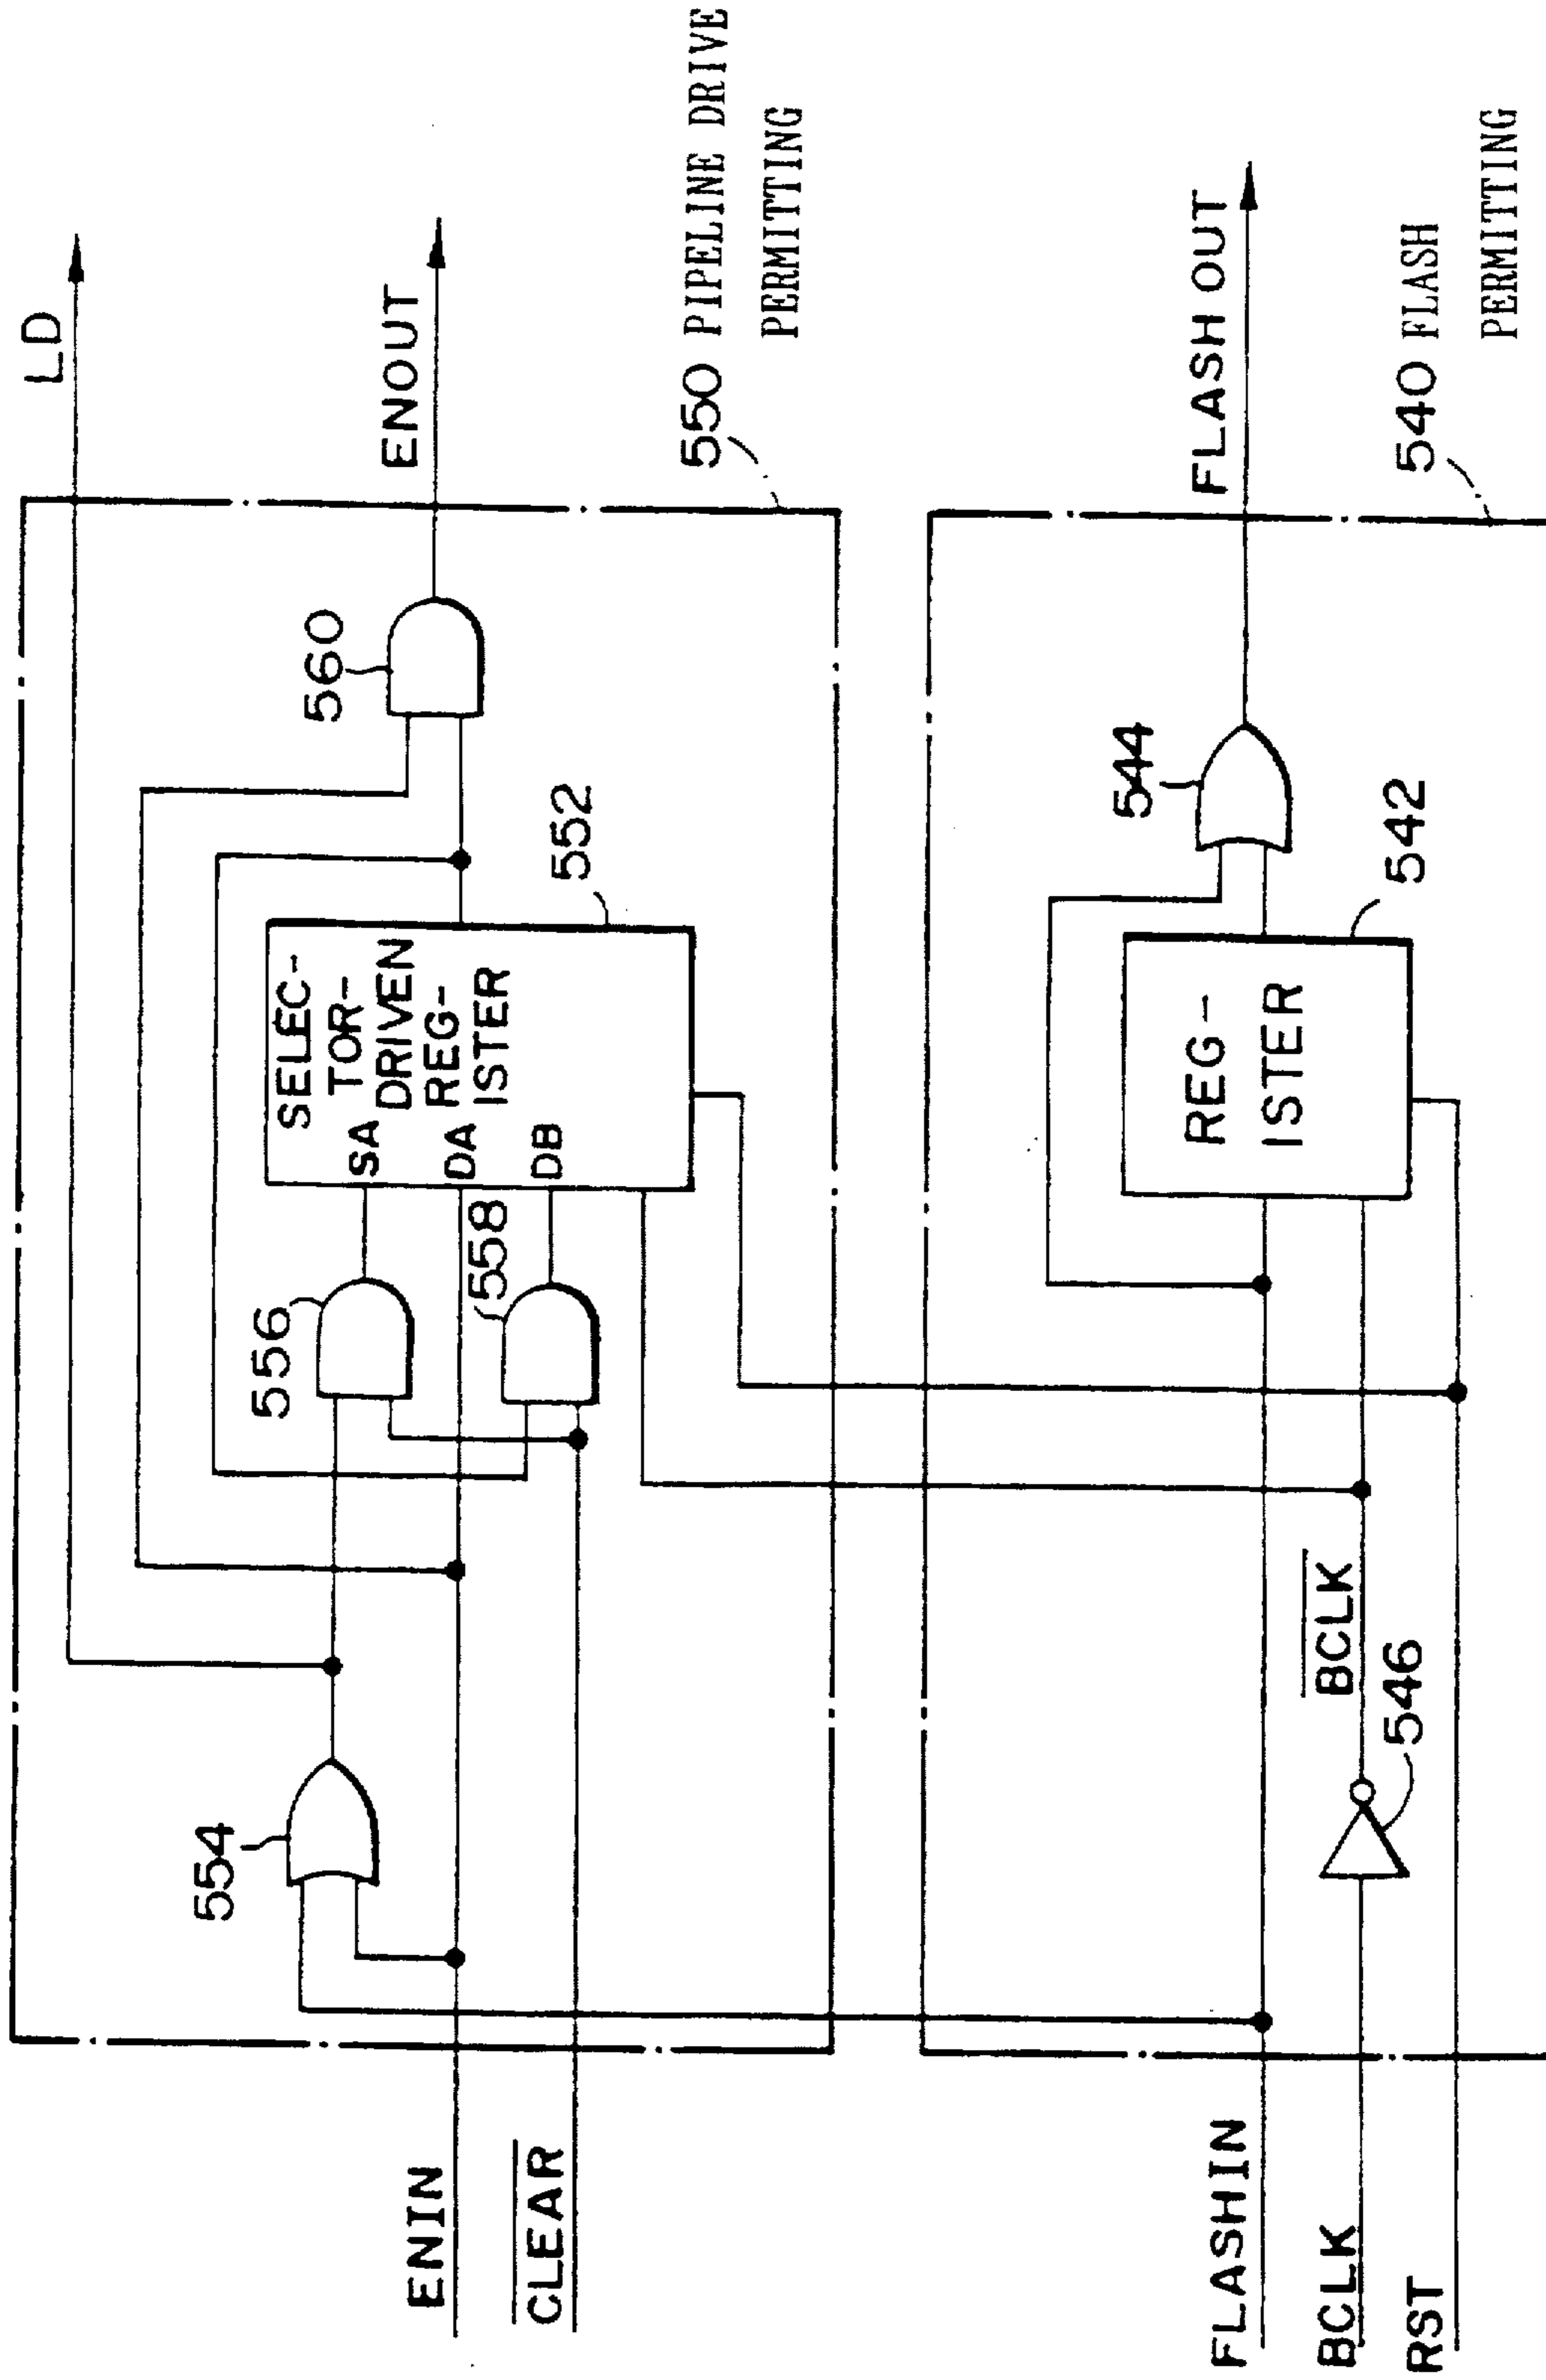 LD
ENOUT
560
552
SELEC-
TOR-
DRIVEN
REG-
ISTER
SA
DA
DB
556
558
554
ENIN
CLEAR
550 PIPELINE DRIVE
PERMITTING
FLASH OUT
544
542
REG-
ISTER
BCLK
546
FLASHIN
BCLK
RST
540 FLASH
PERMITTING